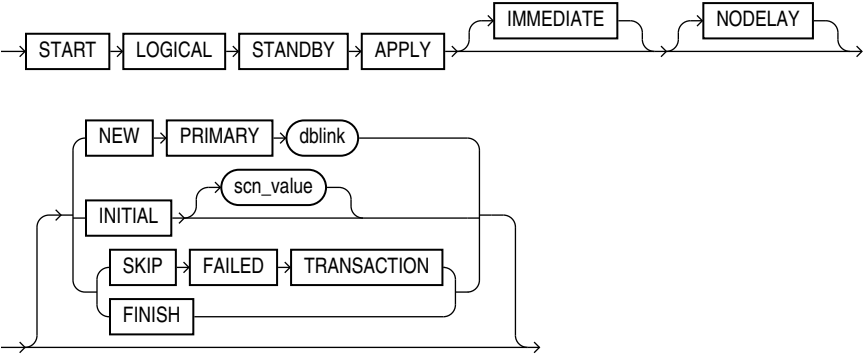 START LOGICAL STANDBY APPLY IMMEDIATE NODELAY
NEW PRIMARY dblink
INITIAL scn_value
SKIP FAILED TRANSACTION
FINISH